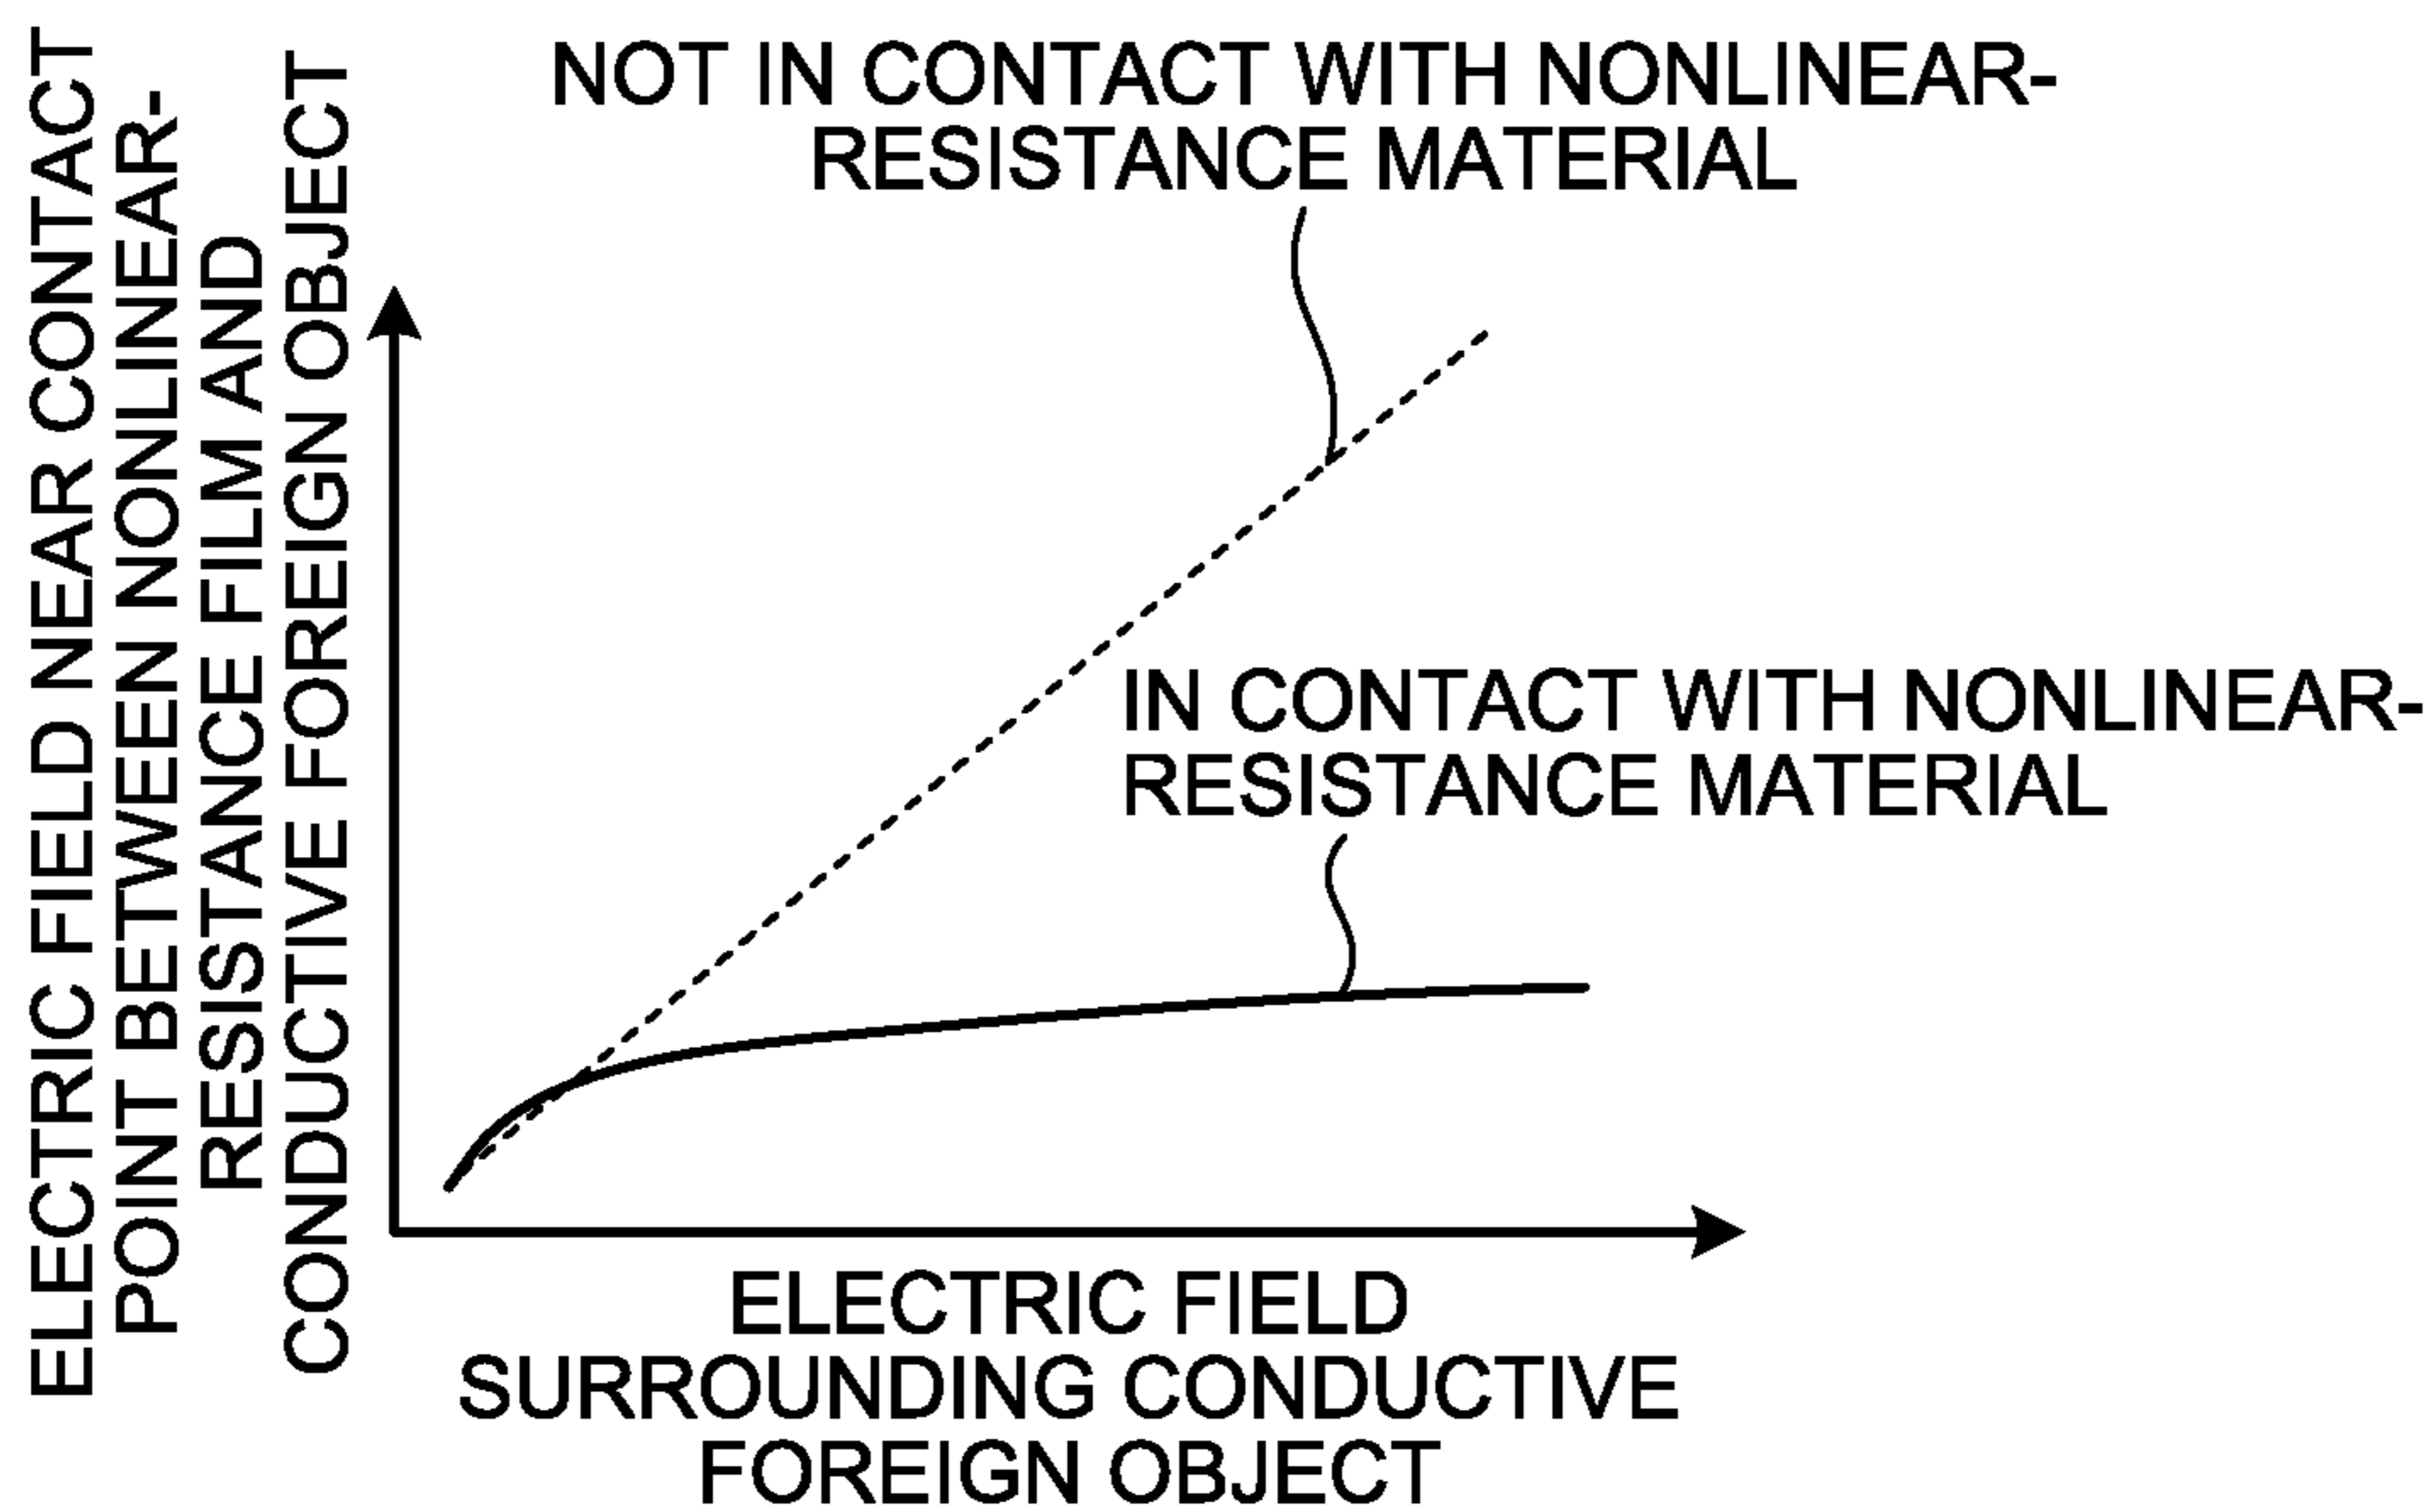 ELECTRIC FIELD NEAR CONTACT
POINT BETWEEN NONLINEAR-
RESISTANCE FILM AND
CONDUCTIVE FOREIGN OBJECT
NOT IN CONTACT WITH NONLINEAR-
RESISTANCE MATERIAL
IN CONTACT WITH NONLINEAR-
RESISTANCE MATERIAL
ELECTRIC FIELD
SURROUNDING CONDUCTIVE
FOREIGN OBJECT